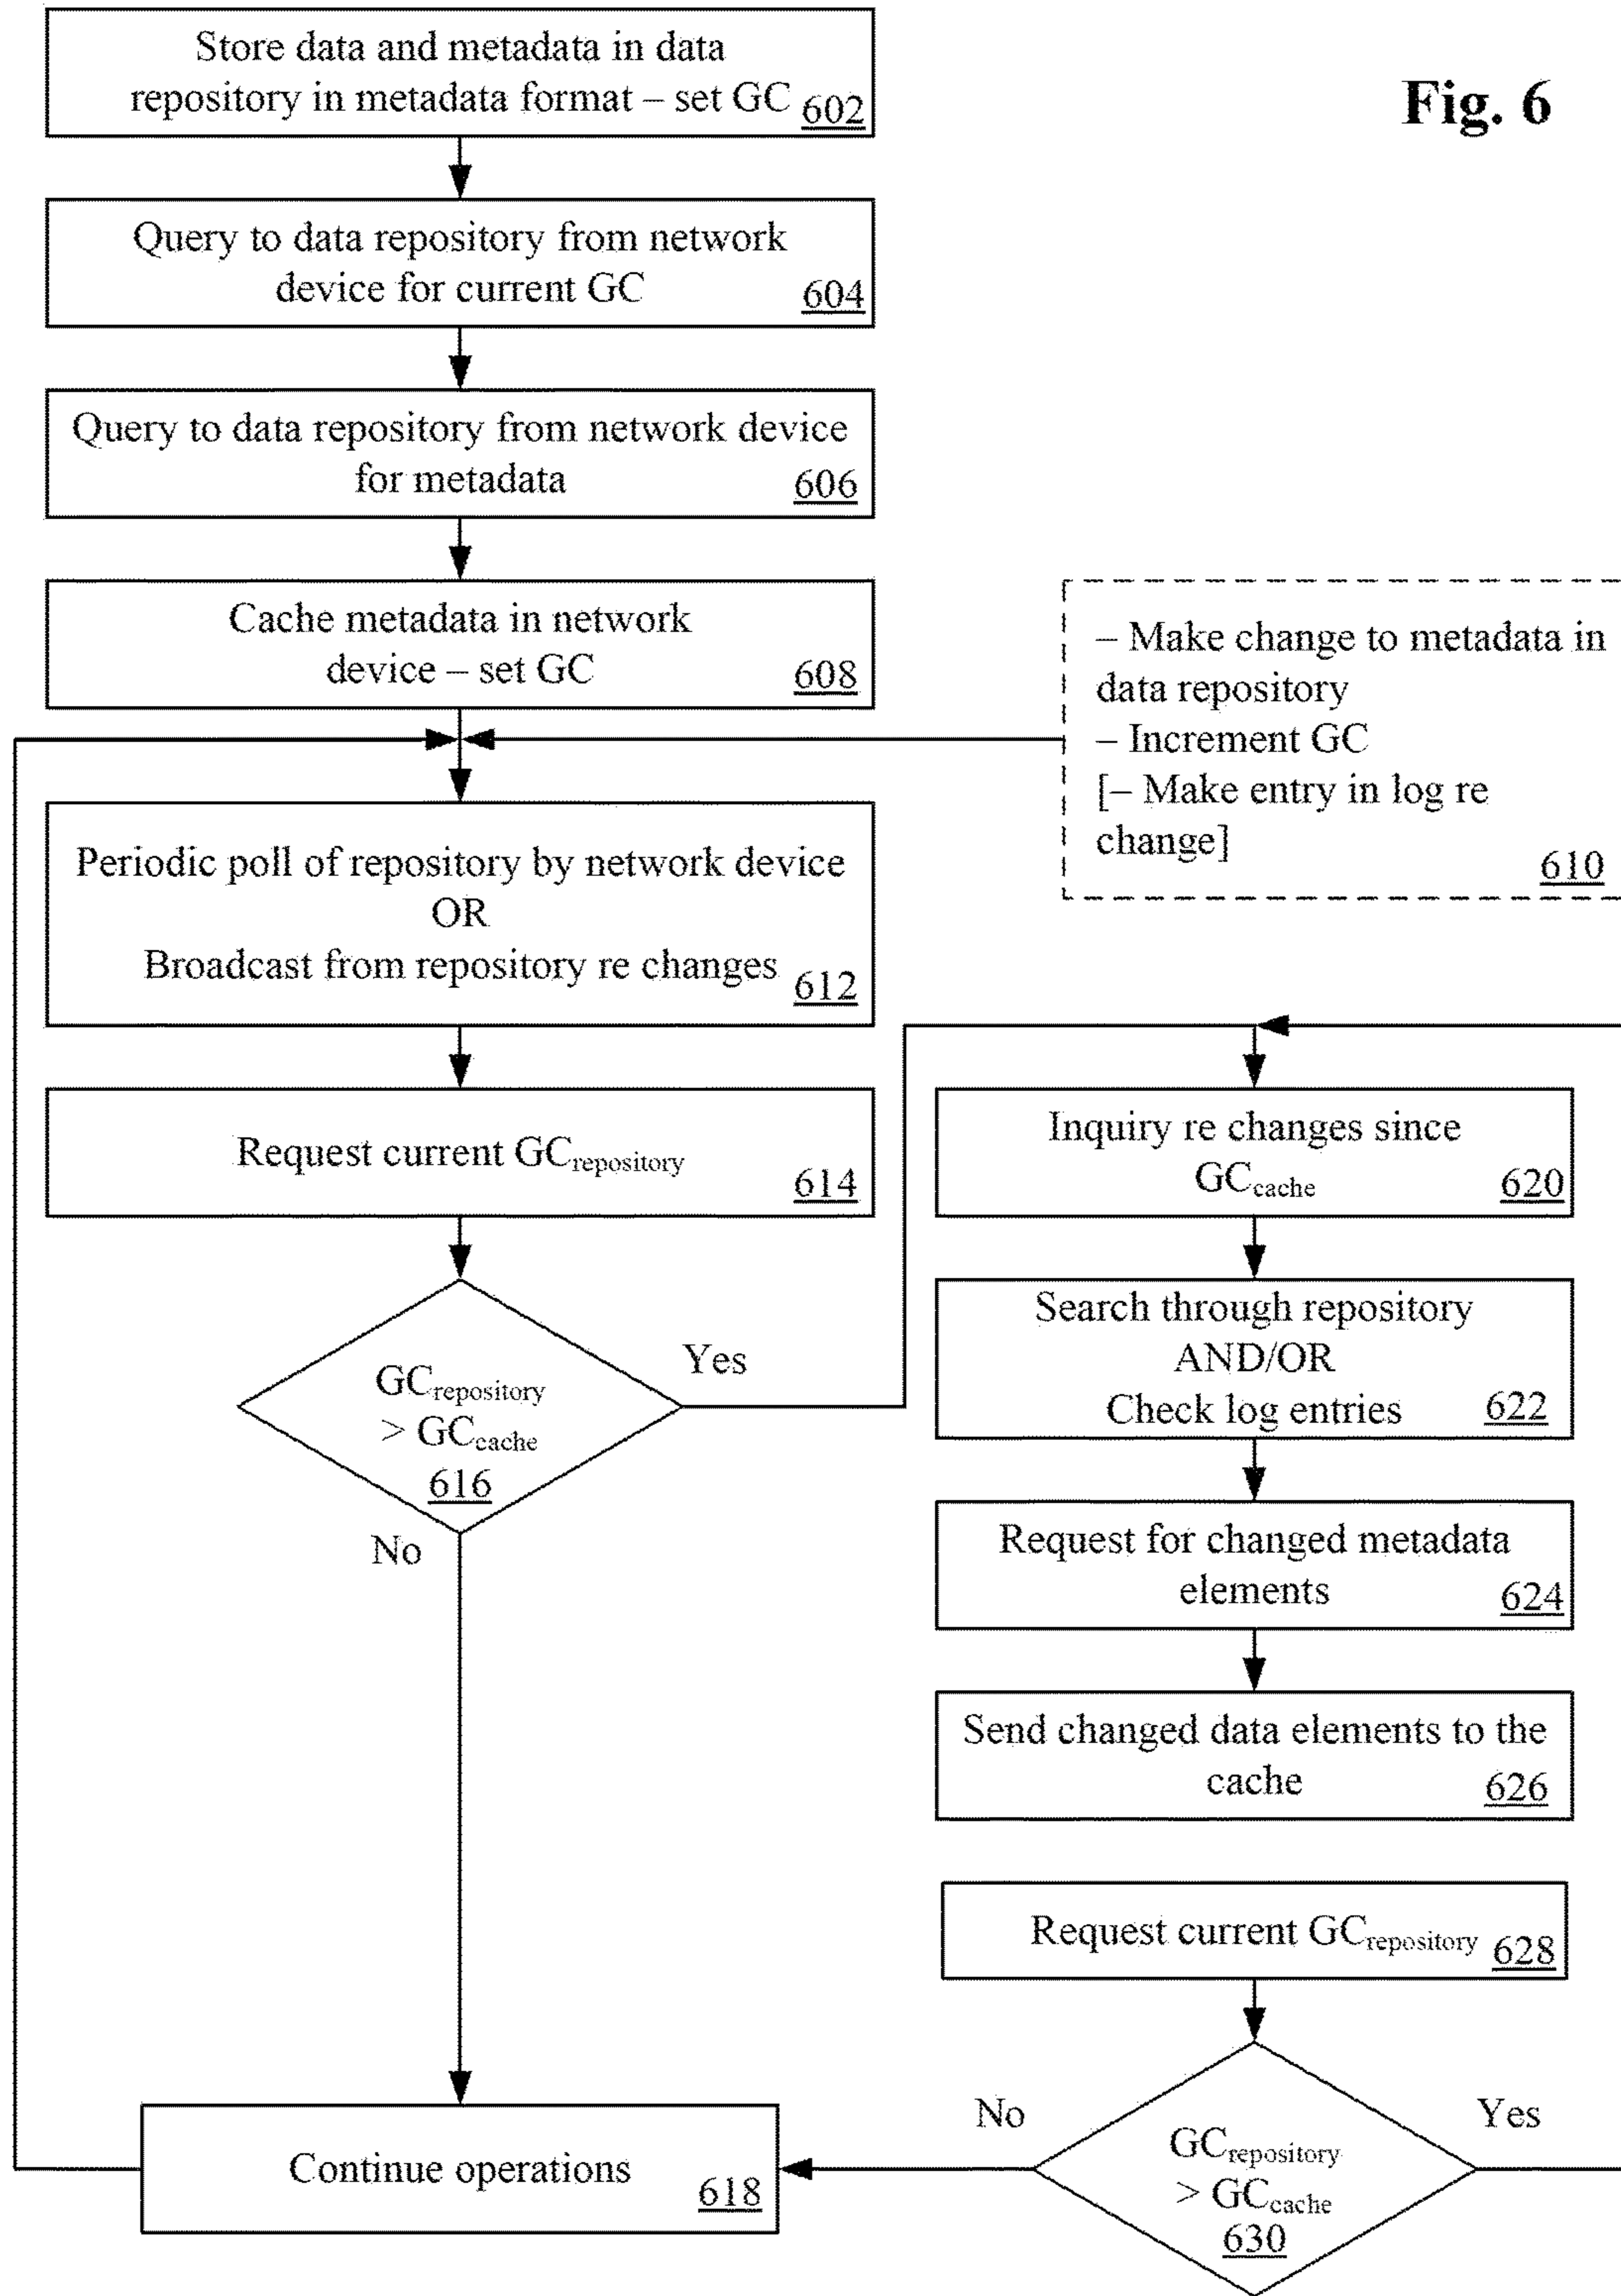 Fig. 6
Store data and metadata in data
repository in metadata format – set GC 602
Query to data repository from network
device for current GC 604
Query to data repository from network device
for metadata 606
Cache metadata in network
device – set GC 608
– Make change to metadata in
data repository
– Increment GC
[– Make entry in log re
change]
610
Periodic poll of repository by network device
OR
Broadcast from repository re changes 612
Request current GCrepository 614
GCrepository
> GCcache
616
Yes
No
Inquiry re changes since
GCcache 620
Search through repository
AND/OR
Check log entries 622
Request for changed metadata
elements 624
Send changed data elements to the
cache 626
Request current GCrepository 628
GCrepository
> GCcache
630
No
Yes
Continue operations 618